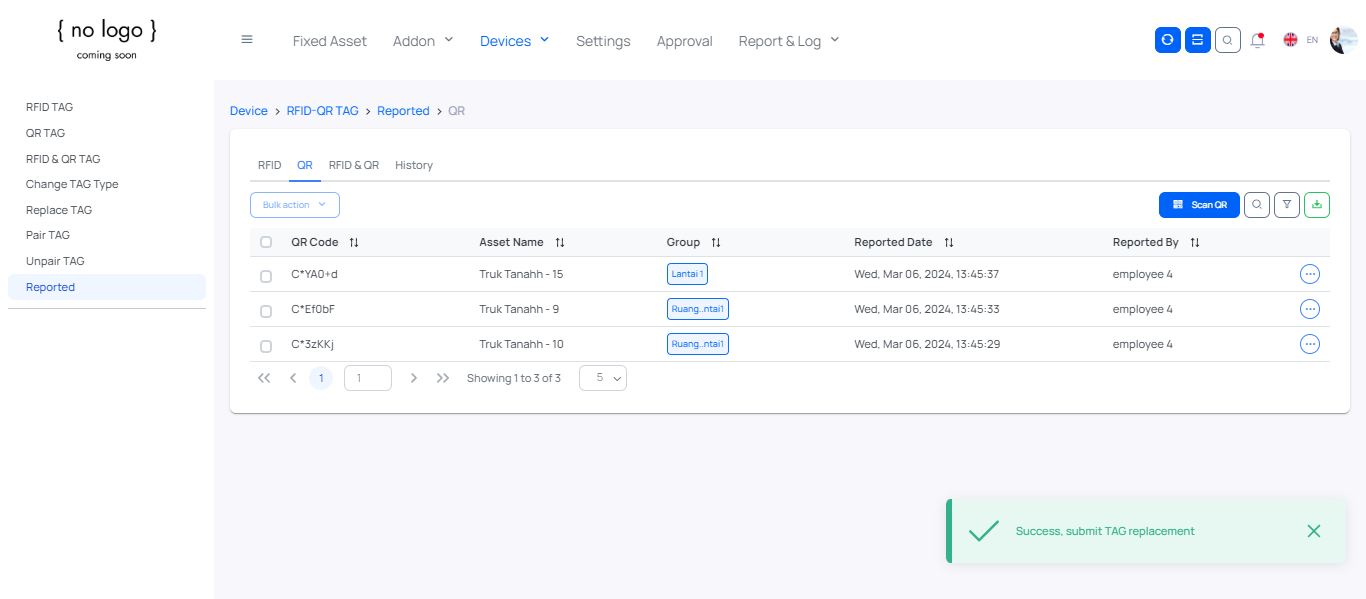 { no logo }
coming soon
Fixed Asset Addon Devices Settings Approval Report & Log EN
RFID TAG
QR TAG
RFID & QR TAG
Change TAG Type
Replace TAG
Pair TAG
Unpair TAG
Reported
Device > RFID-QR TAG > Reported > QR
RFID QR RFID & QR History
Bulk action Scan QR
QR Code Asset Name Group Reported Date Reported By
C*YA0+d Truk Tanahh - 15 Lantai 1 Wed, Mar 06, 2024, 13:45:37 employee 4
C*Ef0bF Truk Tanahh - 9 Ruang..ntai1 Wed, Mar 06, 2024, 13:45:33 employee 4
C*3zKKj Truk Tanahh - 10 Ruang..ntai1 Wed, Mar 06, 2024, 13:45:29 employee 4
1 1 Showing 1 to 3 of 3 5
Success, submit TAG replacement